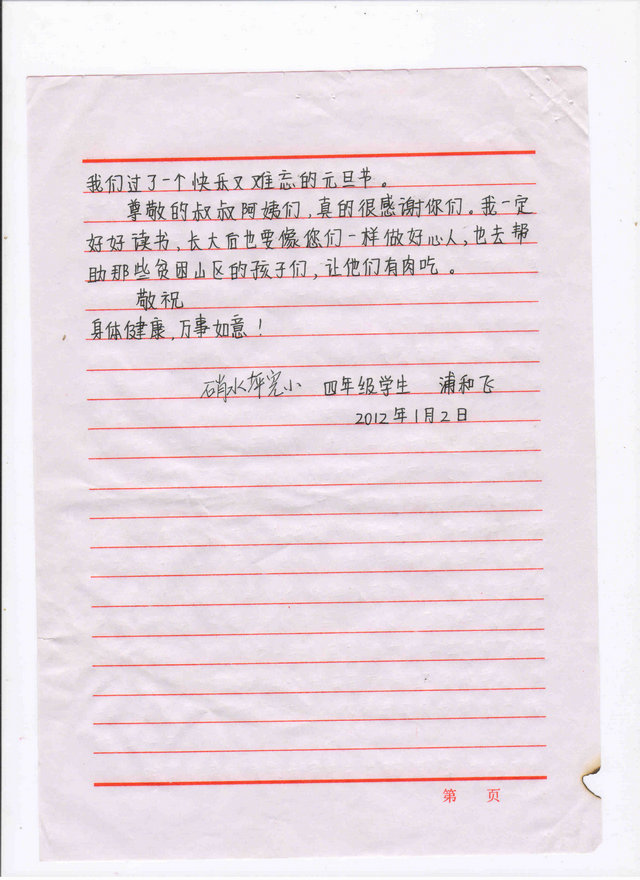 我们过了一个快乐又难忘的元旦节。
尊敬的叔叔阿姨们，真的很感谢你们。我一定
好好读书，长大后也要像您们一样做好心人，也去帮
助那些贫困山区的孩子们，让他们有肉吃。
敬祝
身体健康，万事如意！
硝水坪完小 四年级学生 浦和飞
2012年1月2日
第 页